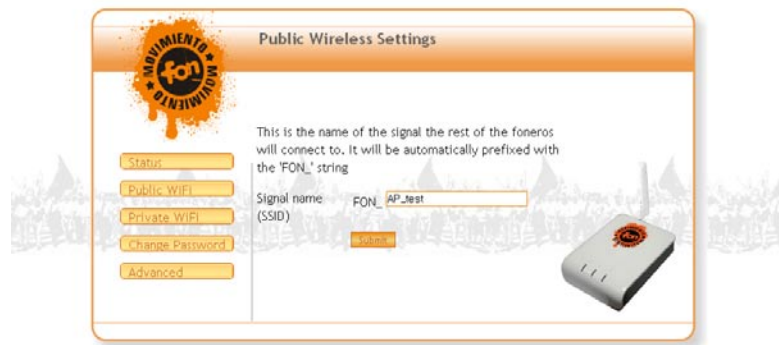 Public Wireless Settings
MOVIMIENTO
fon
MOVIMIENTO
This is the name of the signal the rest of the foneros
will connect to. It will be automatically prefixed with
the 'FON_' string
Status
Public WiFi
Private WiFi
Change Password
Advanced
Signal name
(SSID)
FON_ AP_test
Submit
fon